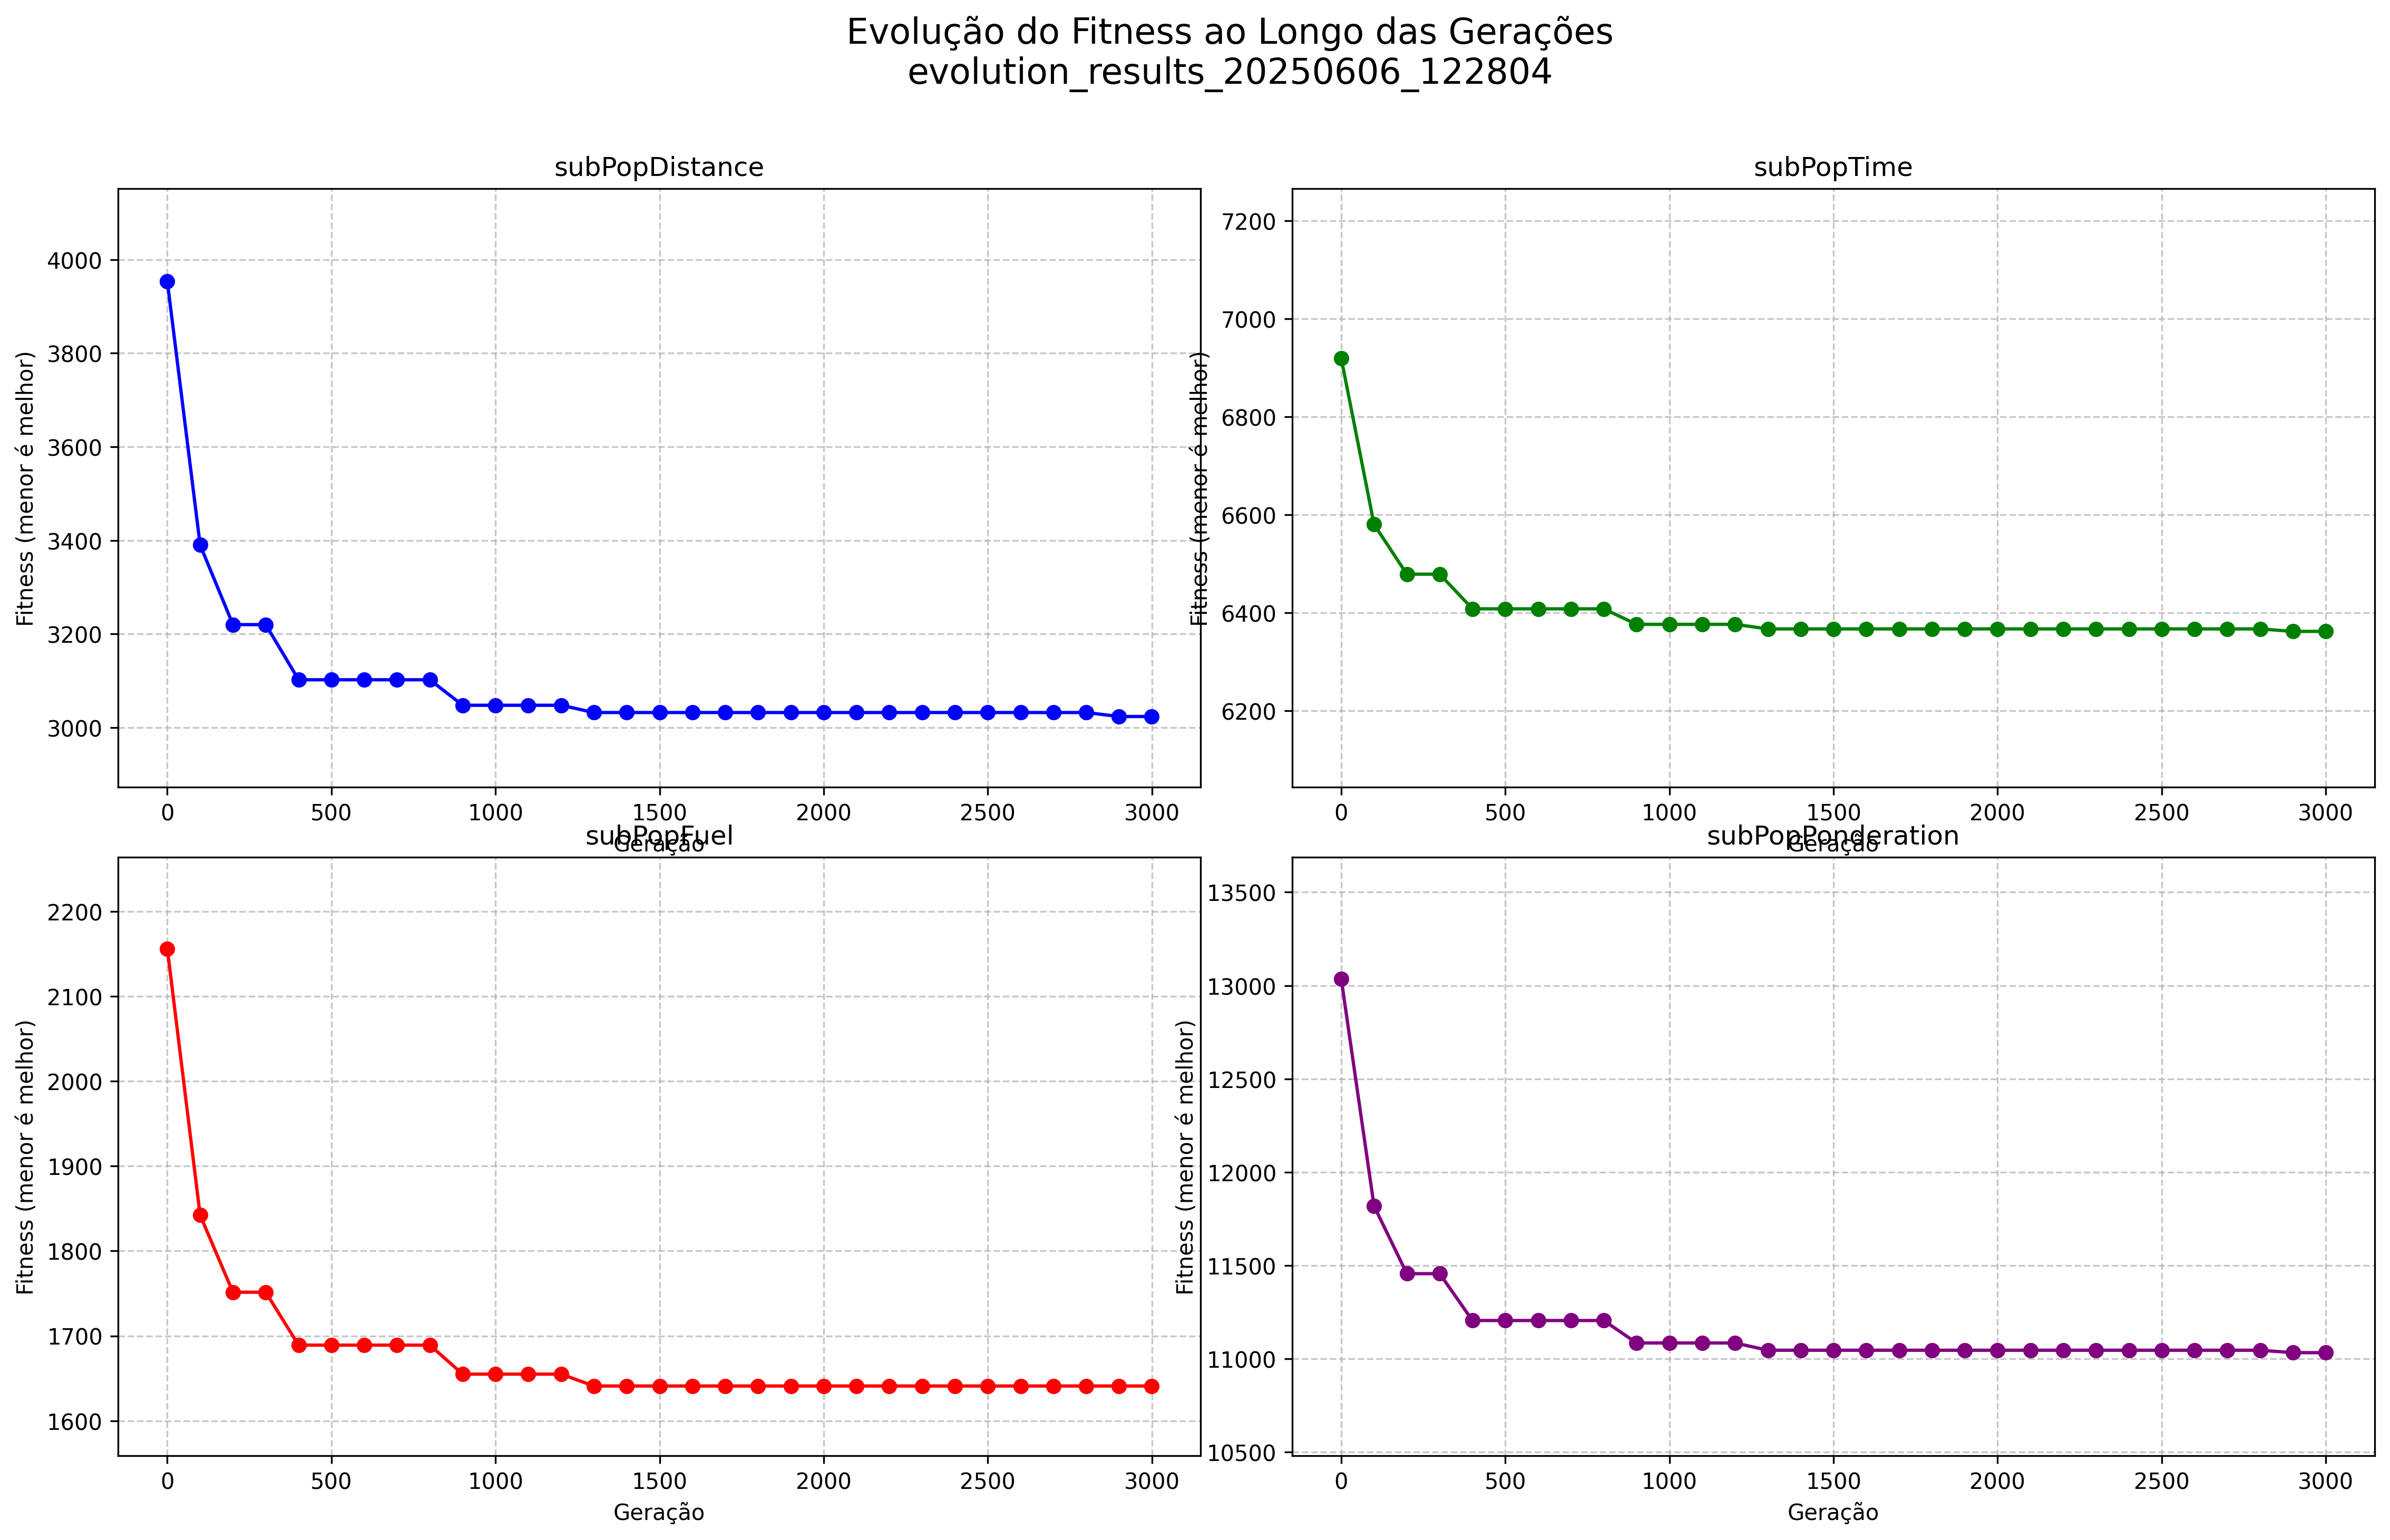 Evolução do Fitness ao Longo das Gerações
evolution_results_20250606_122804
subPopDistance
Fitness (menor é melhor)
4000
3800
3600
3400
3200
3000
0 500 1000 1500 2000 2500 3000
Geração
subPopTime
Fitness (menor é melhor)
7200
7000
6800
6600
6400
6200
0 500 1000 1500 2000 2500 3000
Geração
subPopFuel
Fitness (menor é melhor)
2200
2100
2000
1900
1800
1700
1600
0 500 1000 1500 2000 2500 3000
Geração
subPopPonderation
Fitness (menor é melhor)
13500
13000
12500
12000
11500
11000
10500
0 500 1000 1500 2000 2500 3000
Geração